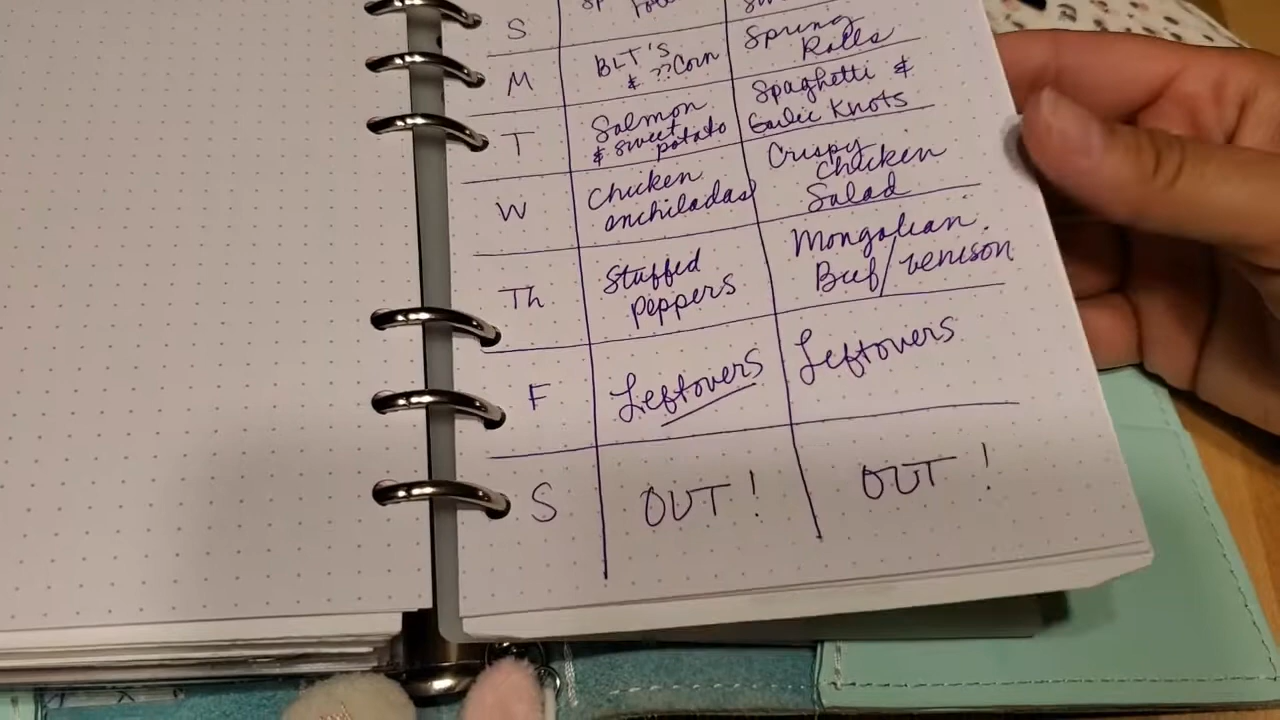 S
M
BLT'S
& ??Corn
Spring
Rolls
T
Salmon
& sweet
potato
Spaghetti &
Garlic Knots
W
Chicken
enchiladas
Crispy
Chicken
Salad
Th
Stuffed
Peppers
Mongolian
Beef/venison
F
Leftovers
Leftovers
S
OUT!
OUT!